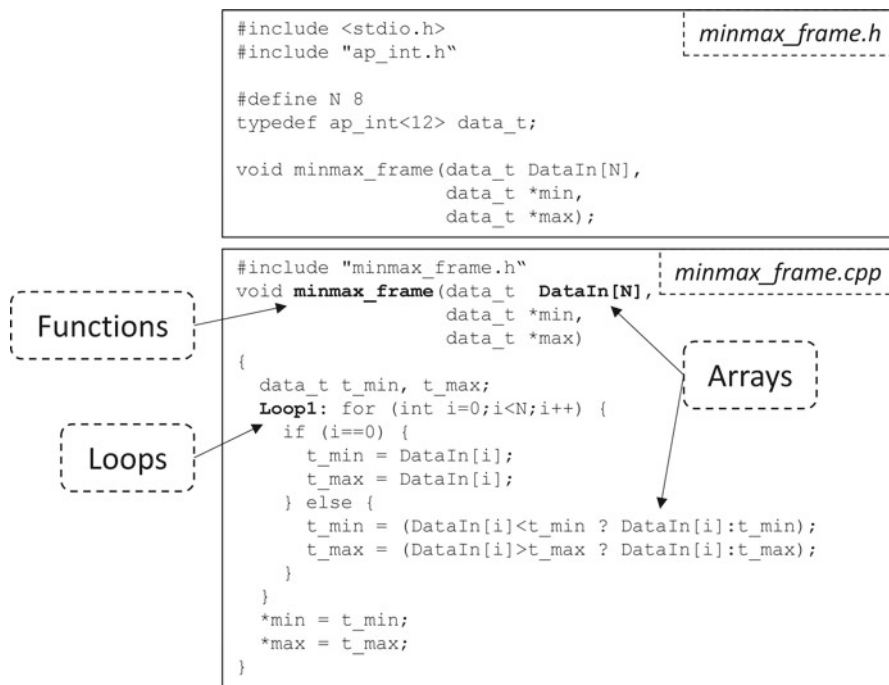 #include <stdio.h>
minmax_frame.h
#include "ap_int.h“
#define N 8
typedef ap_int<12> data_t;
void minmax_frame(data_t DataIn[N],
data_t *min,
data_t *max);
#include "minmax_frame.h“
minmax_frame.cpp
void minmax_frame(data_t  DataIn[N],
data_t *min,
data_t *max)
{
data_t t_min, t_max;
Loop1: for (int i=0;i<N;i++) {
if (i==0) {
t_min = DataIn[i];
t_max = DataIn[i];
} else {
t_min = (DataIn[i]<t_min ? DataIn[i]:t_min);
t_max = (DataIn[i]>t_max ? DataIn[i]:t_max);
}
}
*min = t_min;
*max = t_max;
}
Functions
Loops
Arrays